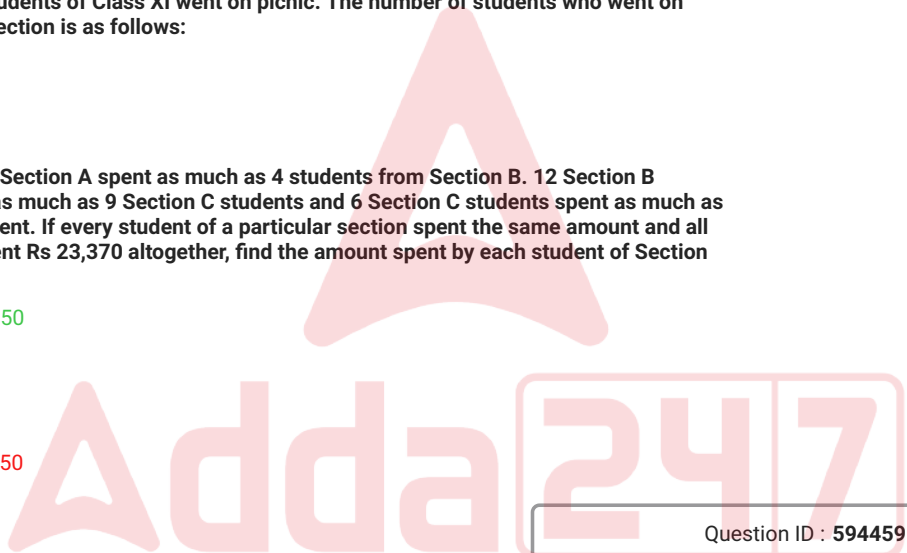 udents of Class XI went on picnic. The number of students who went on
ection is as follows:
Section A spent as much as 4 students from Section B. 12 Section B
as much as 9 Section C students and 6 Section C students spent as much as
ent. If every student of a particular section spent the same amount and all
nt Rs 23,370 altogether, find the amount spent by each student of Section
50
50
Adda247
Question ID : 594459